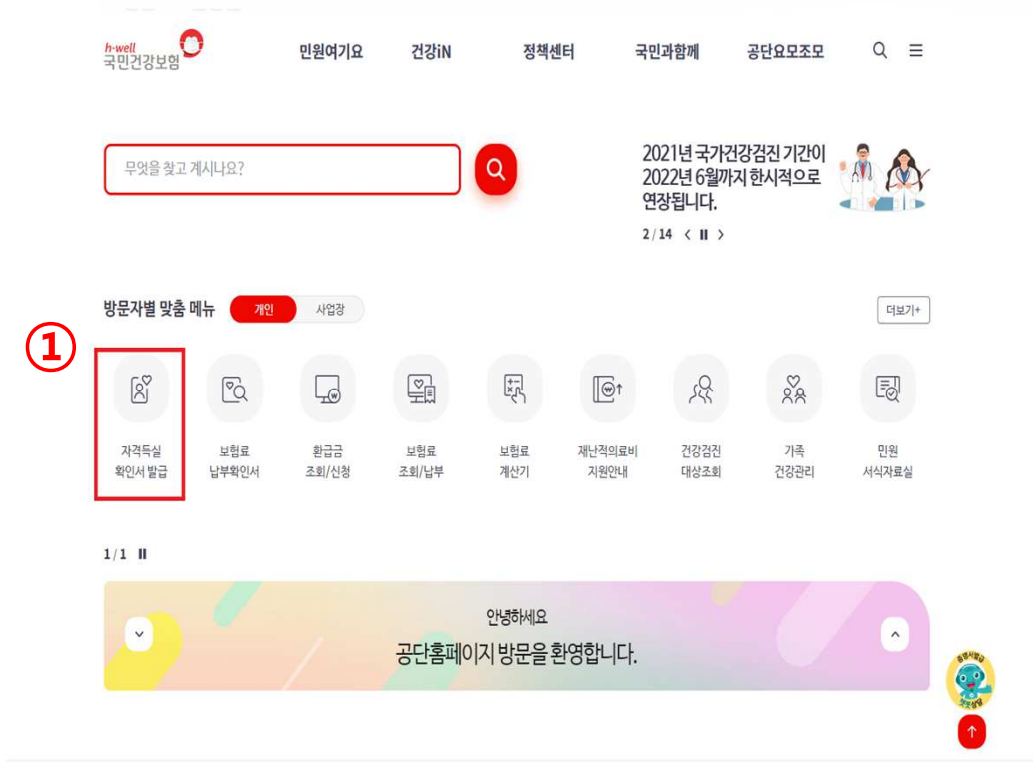 h·well
국민건강보험
민원여기요 건강iN 정책센터 국민과함께 공단요모조모
무엇을 찾고 계시나요?
2021년 국가건강검진 기간이
2022년 6월까지 한시적으로
연장됩니다.
2/14
방문자별 맞춤 메뉴 개인 사업장 더보기+
①
자격득실
확인서 발급
보험료
납부확인서
환급금
조회/신청
보험료
조회/납부
보험료
계산기
재난적의료비
지원안내
건강검진
대상조회
가족
건강관리
민원
서식자료실
1/1
안녕하세요
공단홈페이지 방문을 환영합니다.
증명서발급
챗봇상담